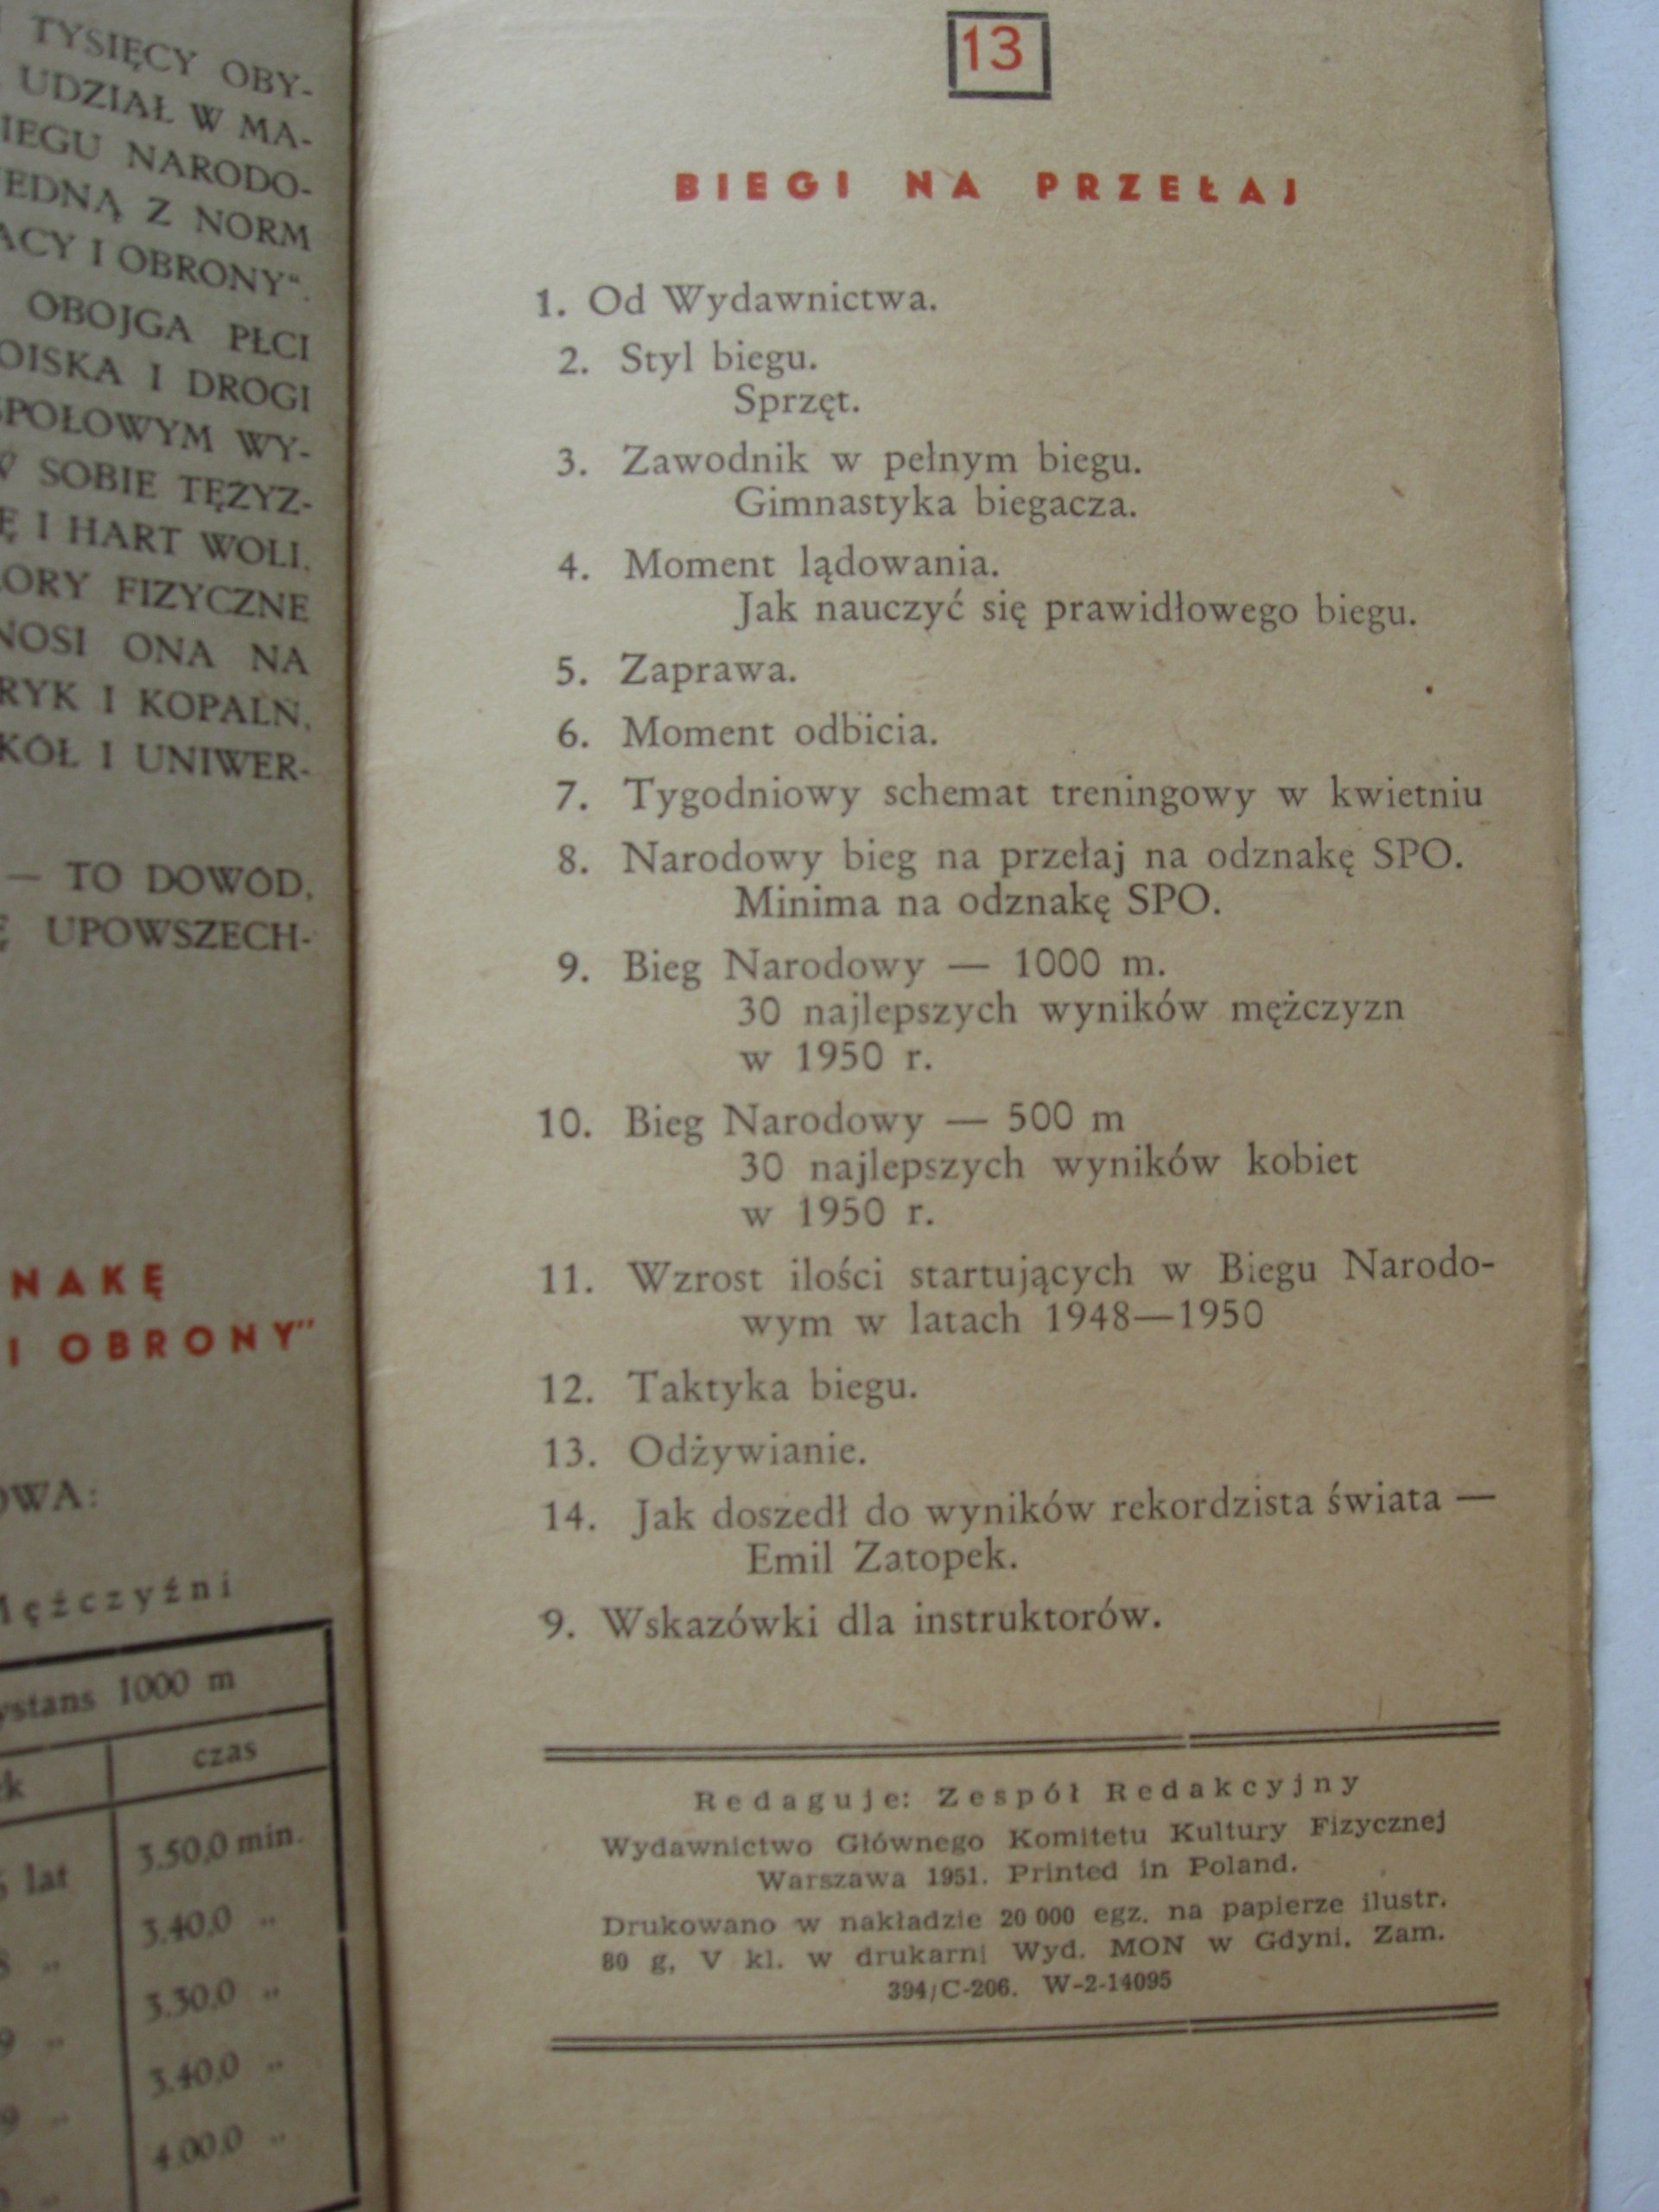 TYSIĘCY OBY-
UDZIAŁ W MA-
IEGU NARODO-
EDNĄ Z NORM
ACY I OBRONY“.
OBOJGA PŁCI
OISKA I DROGI
SPOŁOWYM WY-
W SOBIE TĘŻYZ-
Ę I HART WOLI.
ORY FIZYCZNE
NOSI ONA NA
RYK I KOPALŃ,
KÓŁ I UNIWER-
— TO DOWÓD,
Ę UPOWSZECH-
NAKĘ
I OBRONY”
OWA:
Mężczyźni
ystans 1000 m
k czas
lat 3.50,0 min.
„ 3.40,0 „
9 „ 3.30,0 „
9 „ 3.40,0 „
4.00,0 „
13
BIEGI NA PRZEŁAJ
1. Od Wydawnictwa.
2. Styl biegu.
Sprzęt.
3. Zawodnik w pełnym biegu.
Gimnastyka biegacza.
4. Moment lądowania.
Jak nauczyć się prawidłowego biegu.
5. Zaprawa.
6. Moment odbicia.
7. Tygodniowy schemat treningowy w kwietniu
8. Narodowy bieg na przełaj na odznakę SPO.
Minima na odznakę SPO.
9. Bieg Narodowy — 1000 m.
30 najlepszych wyników mężczyzn
w 1950 r.
10. Bieg Narodowy — 500 m
30 najlepszych wyników kobiet
w 1950 r.
11. Wzrost ilości startujących w Biegu Narodo-
wym w latach 1948—1950
12. Taktyka biegu.
13. Odżywianie.
14. Jak doszedł do wyników rekordzista świata —
Emil Zatopek.
9. Wskazówki dla instruktorów.
Redaguje: Zespół Redakcyjny
Wydawnictwo Głównego Komitetu Kultury Fizycznej
Warszawa 1951. Printed in Poland.
Drukowano w nakładzie 20 000 egz. na papierze ilustr.
80 g, V kl. w drukarni Wyd. MON w Gdyni. Zam.
394/C-206. W-2-14095